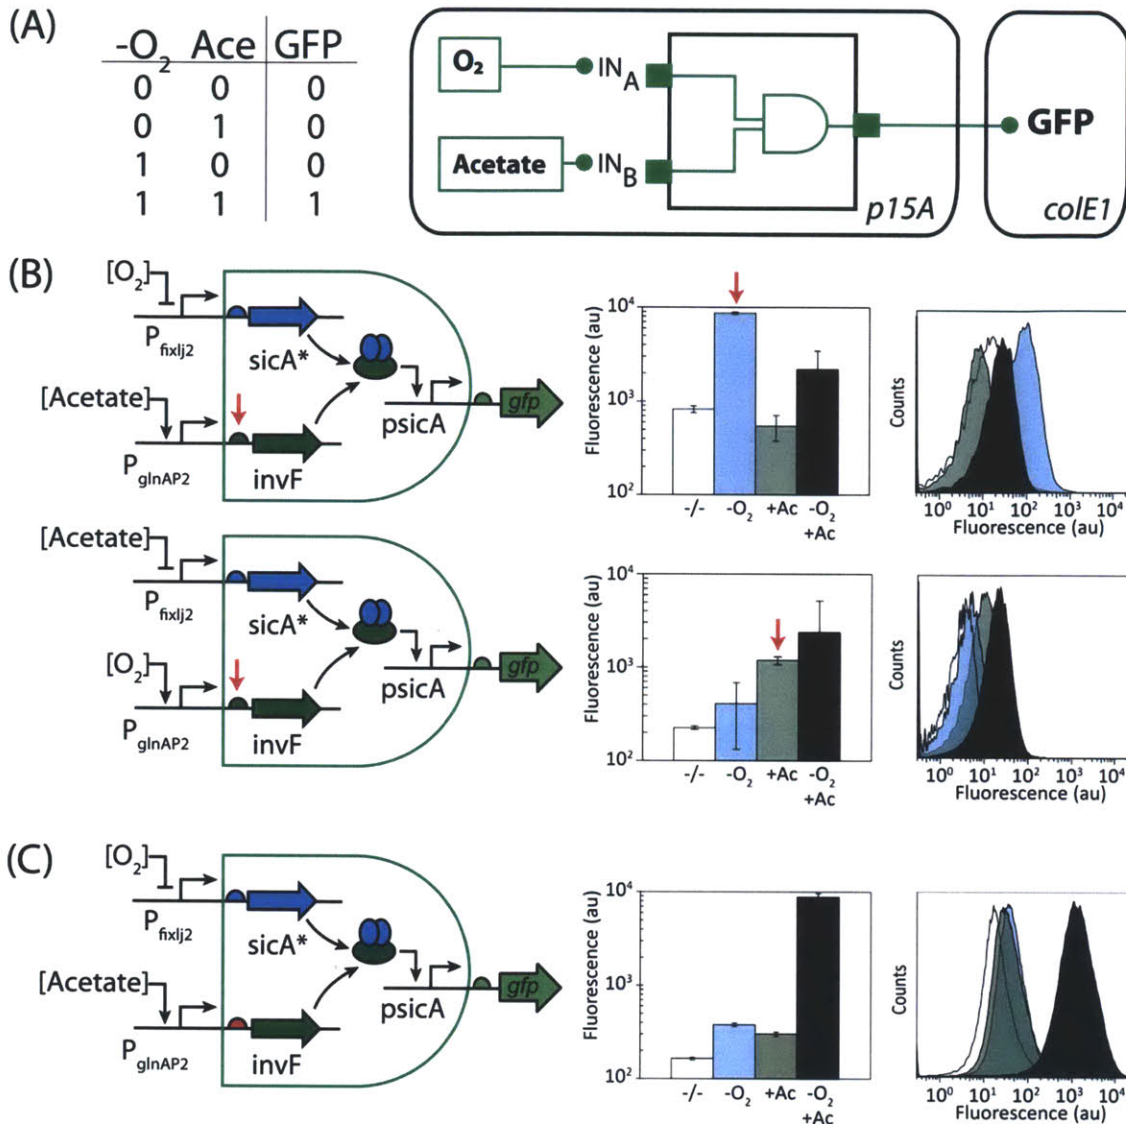 (A)
-O2 Ace GFP
0 0 0
0 1 0
1 0 0
1 1 1
O2
INA
Acetate
INB
p15A
GFP
colE1
(B)
[O2]
PfixIj2
sicA*
[Acetate]
PglnAP2
invF
psicA
gfp
Fluorescence (au)
10^4
10^3
10^2
-/- -O2 +Ac -O2
+Ac
Counts
10^0 10^1 10^2 10^3 10^4
Fluorescence (au)
[Acetate]
PfixIj2
sicA*
[O2]
PglnAP2
invF
psicA
gfp
Fluorescence (au)
10^4
10^3
10^2
-/- -O2 +Ac -O2
+Ac
Counts
10^0 10^1 10^2 10^3 10^4
Fluorescence (au)
(C)
[O2]
PfixIj2
sicA*
[Acetate]
PglnAP2
invF
psicA
gfp
Fluorescence (au)
10^4
10^3
10^2
-/- -O2 +Ac -O2
+Ac
Counts
10^0 10^1 10^2 10^3 10^4
Fluorescence (au)